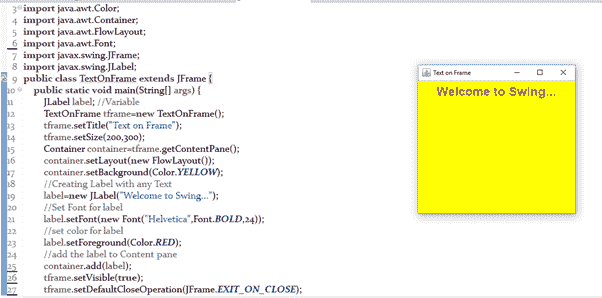 3 import java.awt.Color;
4 import java.awt.Container;
5 import java.awt.FlowLayout;
6 import java.awt.Font;
7 import javax.swing.JFrame;
8 import javax.swing.JLabel;
9 public class TextOnFrame extends JFrame {
10 public static void main(String[] args) {
11 JLabel label; //Variable
12 TextOnFrame tframe=new TextOnFrame();
13 tframe.setTitle("Text on Frame");
14 tframe.setSize(200,300);
15 Container container=tframe.getContentPane();
16 container.setLayout(new FlowLayout());
17 container.setBackground(Color.YELLOW);
18 //Creating Label with any Text
19 label=new JLabel("Welcome to Swing...");
20 //Set Font for label
21 label.setFont(new Font("Helvetica",Font.BOLD,24));
22 //set color for label
23 label.setForeground(Color.RED);
24 //add the label to Content pane
25 container.add(label);
26 tframe.setVisible(true);
27 tframe.setDefaultCloseOperation(JFrame.EXIT_ON_CLOSE);
Text on Frame
Welcome to Swing...